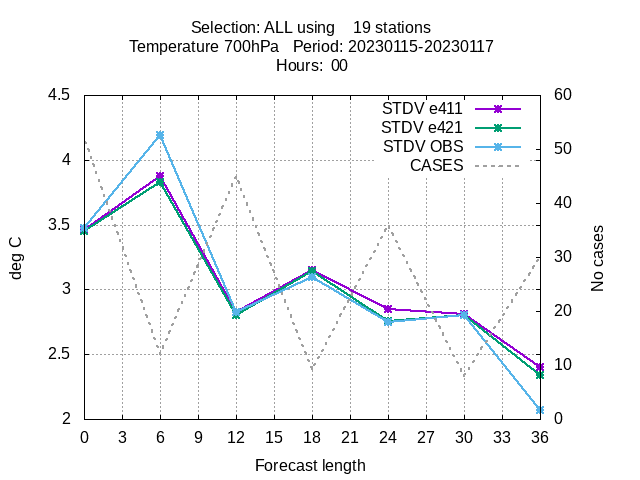 Selection: ALL using    19 stations
Temperature 700hPa   Period: 20230115-20230117
Hours:  00
STDV e411
STDV e421
STDV OBS
CASES
4.5
4
3.5
3
2.5
2
deg C
60
50
40
30
20
10
0
No cases
0 3 6 9 12 15 18 21 24 27 30 33 36
Forecast length